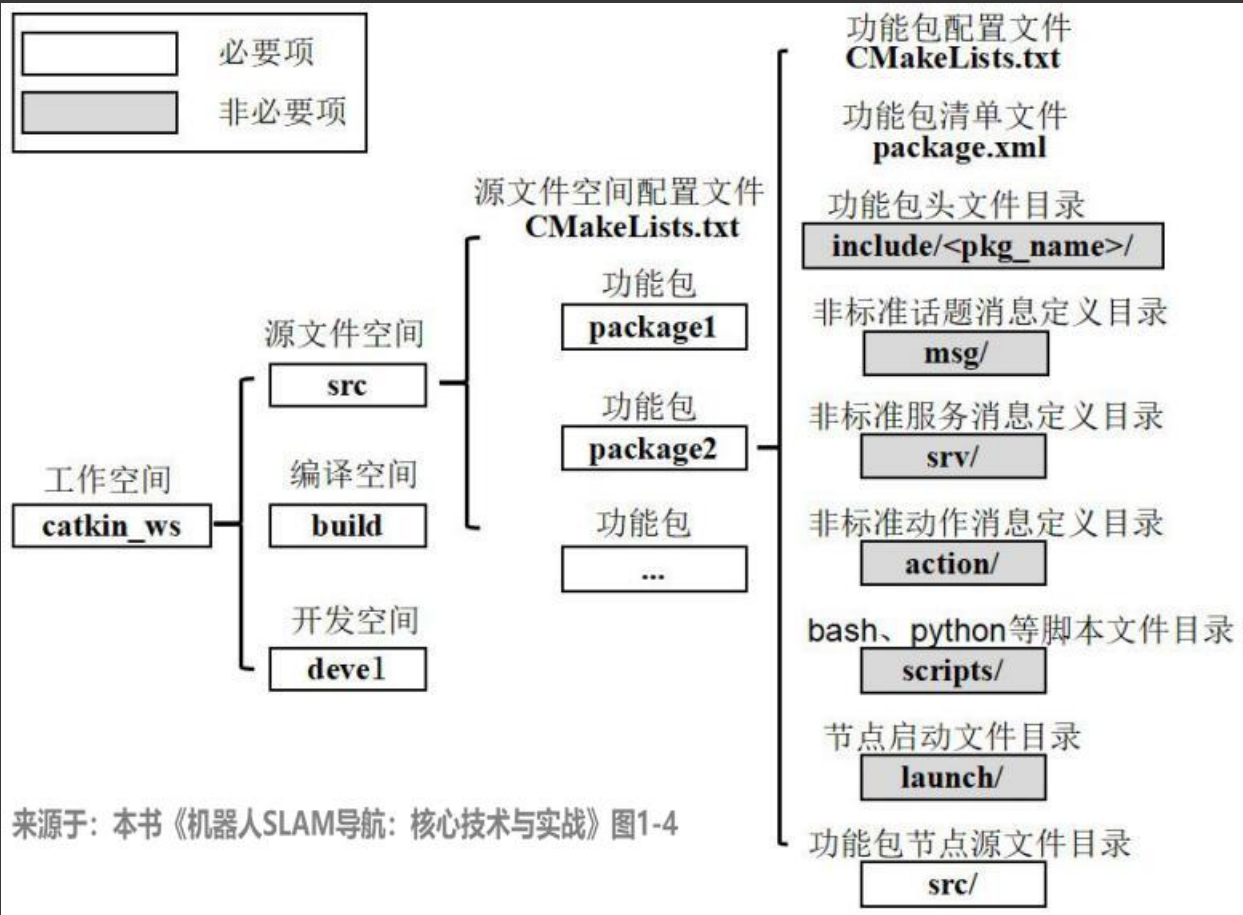 必要项
非必要项
工作空间
catkin_ws
源文件空间
src
编译空间
build
开发空间
devel
源文件空间配置文件
CMakeLists.txt
功能包
package1
功能包
package2
功能包
...
功能包配置文件
CMakeLists.txt
功能包清单文件
package.xml
功能包头文件目录
include/<pkg_name>/
非标准话题消息定义目录
msg/
非标准服务消息定义目录
srv/
非标准动作消息定义目录
action/
bash、python等脚本文件目录
scripts/
节点启动文件目录
launch/
功能包节点源文件目录
src/
来源于：本书《机器人SLAM导航：核心技术与实战》图1-4